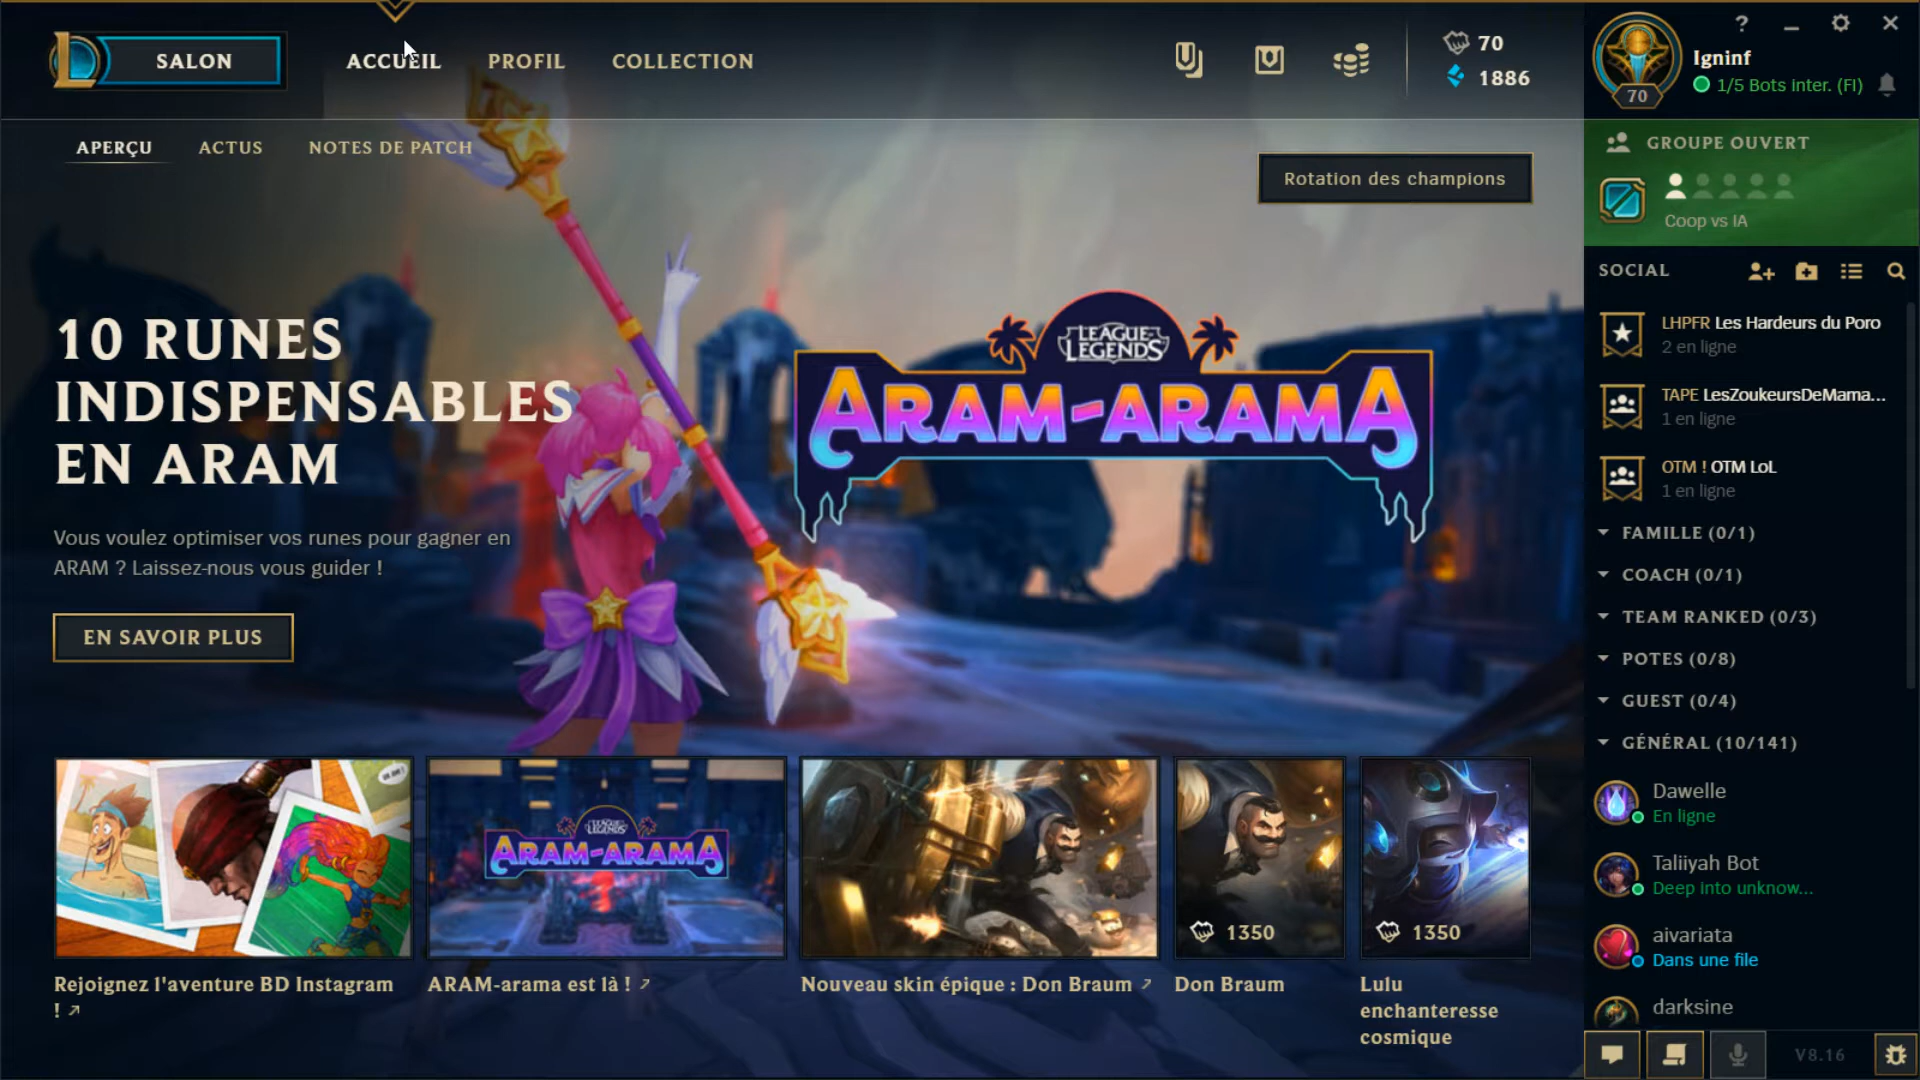 SALON
ACCUEIL
PROFIL
COLLECTION
70
1886
?
Igninf
1/5 Bots inter. (FI)
70
APERÇU
ACTUS
NOTES DE PATCH
Rotation des champions
GROUPE OUVERT
Coop vs IA
SOCIAL
LHPFR Les Hardeurs du Poro
2 en ligne
TAPE LesZoukeursDeMama...
1 en ligne
OTM ! OTM LoL
1 en ligne
FAMILLE (0/1)
COACH (0/1)
TEAM RANKED (0/3)
POTES (0/8)
GUEST (0/4)
GÉNÉRAL (10/141)
Dawelle
En ligne
Taliiyah Bot
Deep into unknow...
aivariata
Dans une file
darksine
V8.16
10 RUNES
INDISPENSABLES
EN ARAM
Vous voulez optimiser vos runes pour gagner en
ARAM ? Laissez-nous vous guider !
EN SAVOIR PLUS
LEAGUE OF
LEGENDS
ARAM-ARAMA
LEAGUE OF
LEGENDS
ARAM-ARAMA
1350
1350
Rejoignez l'aventure BD Instagram
!
ARAM-arama est là !
Nouveau skin épique : Don Braum
Don Braum
Lulu
enchanteresse
cosmique